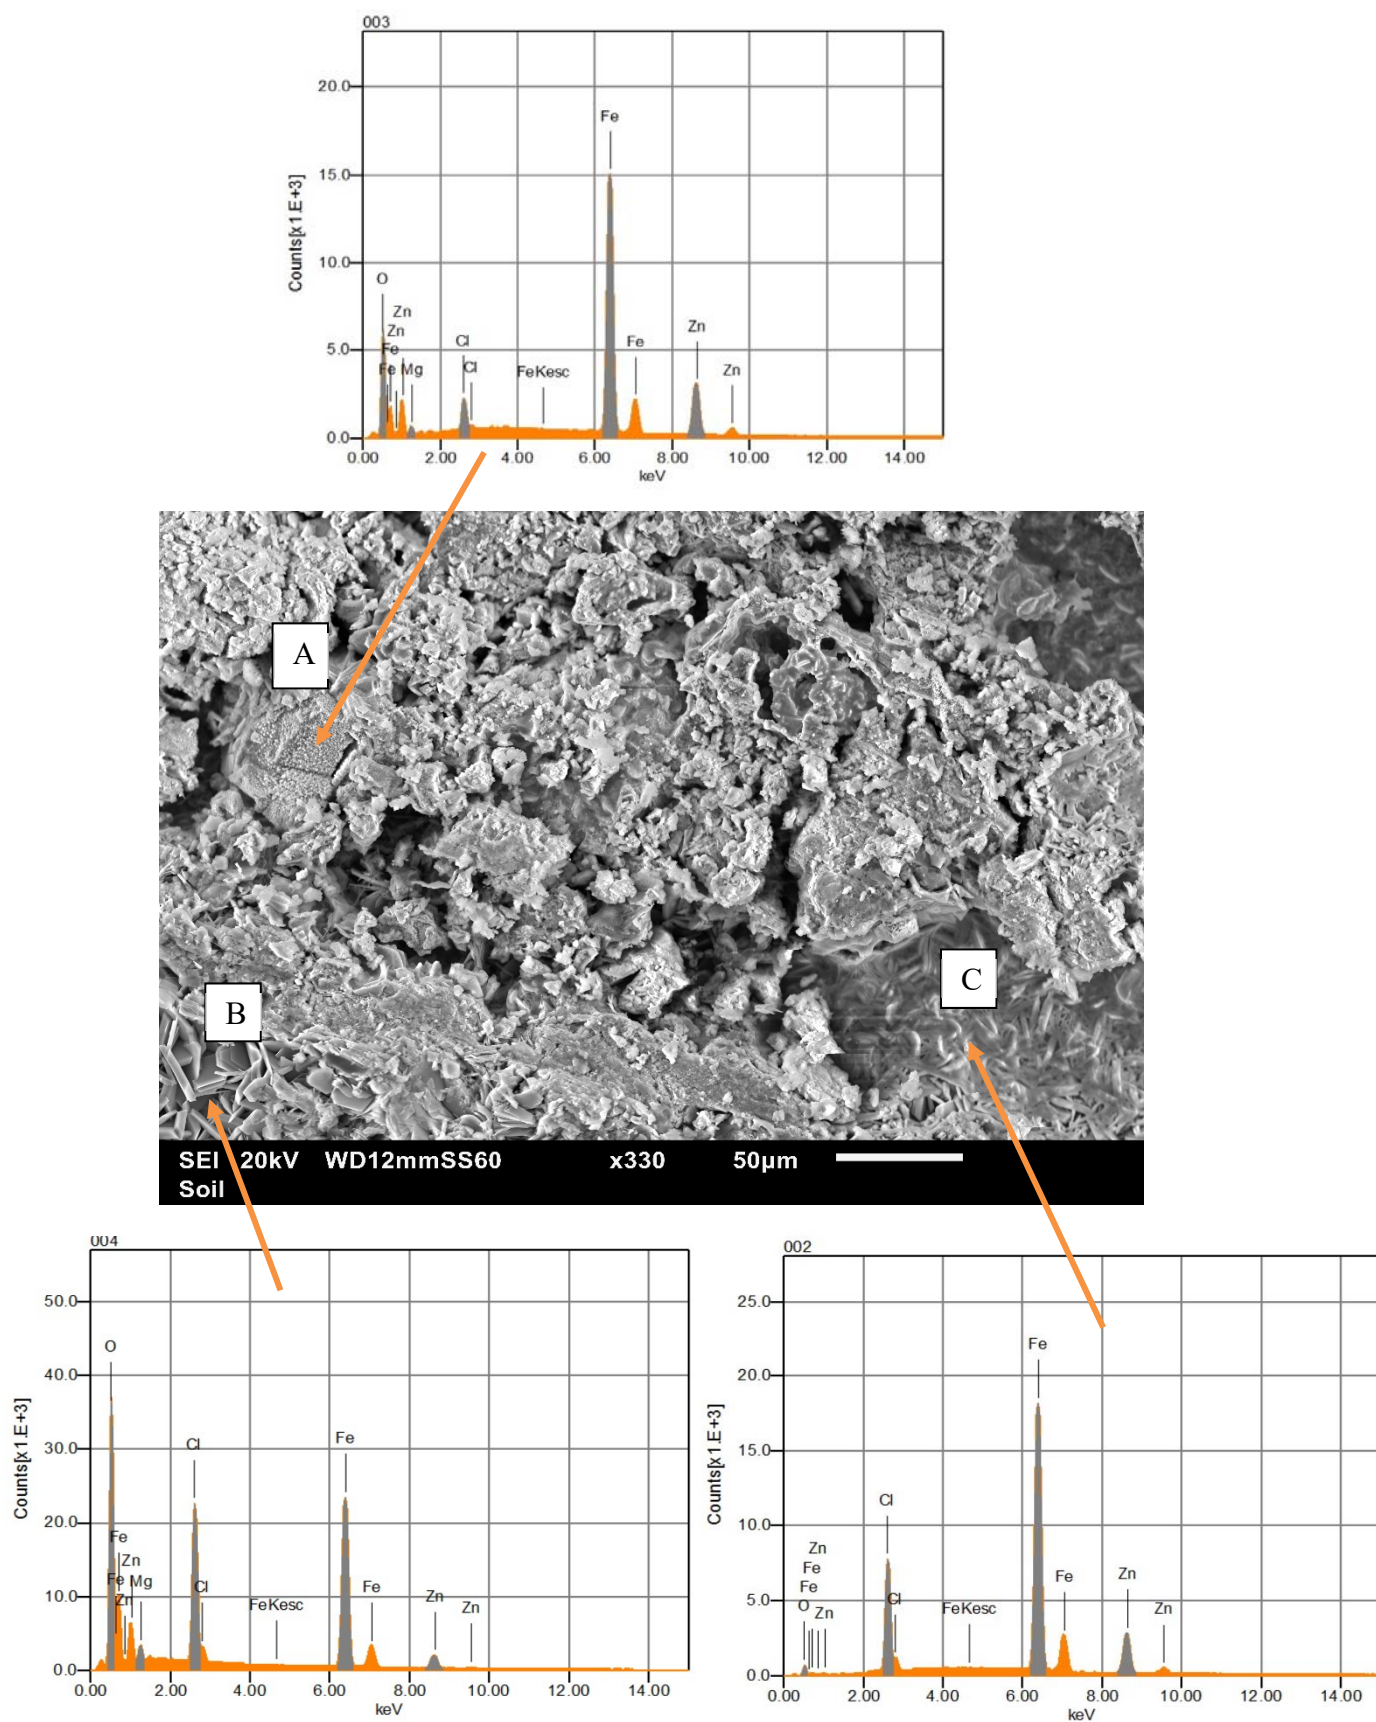 003
20.0
Fe
15.0
Counts[x1.E+3]
10.0
O
Zn
Zn
Fe
Fe Mg
Cl
Cl
FeKesc
Fe
Zn
Zn
5.0
0.0
0.00 2.00 4.00 6.00 8.00 10.00 12.00 14.00
keV
A
B
C
SEI 20kV WD12mmSS60 x330 50µm
Soil
004
50.0
O
40.0
Counts[x1.E+3]
Cl
Fe
30.0
20.0
Fe
Zn
Fe Mg
Zn
Cl
FeKesc
Fe
Zn
Zn
10.0
0.0
0.00 2.00 4.00 6.00 8.00 10.00 12.00 14.00
keV
002
25.0
Fe
20.0
Counts[x1.E+3]
15.0
Cl
10.0
Zn
Fe
Fe
O Zn
Cl
FeKesc
Fe
Zn
Zn
5.0
0.0
0.00 2.00 4.00 6.00 8.00 10.00 12.00 14.00
keV